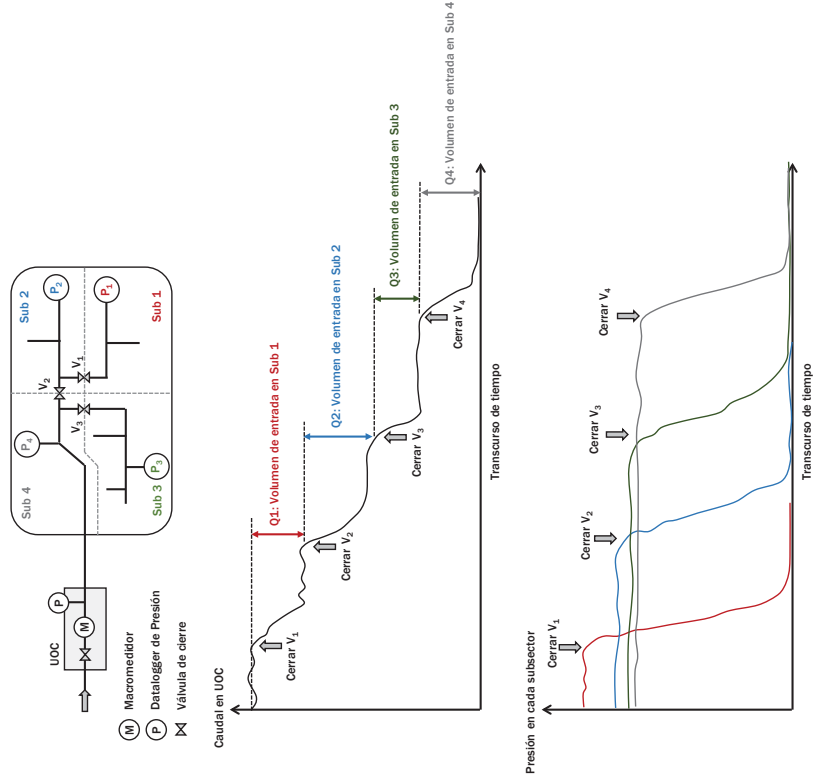 Sub 4
Sub 2
P4
V2
P2
V1
P1
V3
P3
Sub 3
Sub 1
UOC
P
M
M Macromedidor
P Datalogger de Presión
Válvula de cierre
Caudal en UOC
Cerrar V1
Q1: Volumen de entrada en Sub 1
Cerrar V2
Q2: Volumen de entrada en Sub 2
Cerrar V3
Q3: Volumen de entrada en Sub 3
Cerrar V4
Q4: Volumen de entrada en Sub 4
Transcurso de tiempo
Presión en cada subsector
Cerrar V1
Cerrar V2
Cerrar V3
Cerrar V4
Transcurso de tiempo